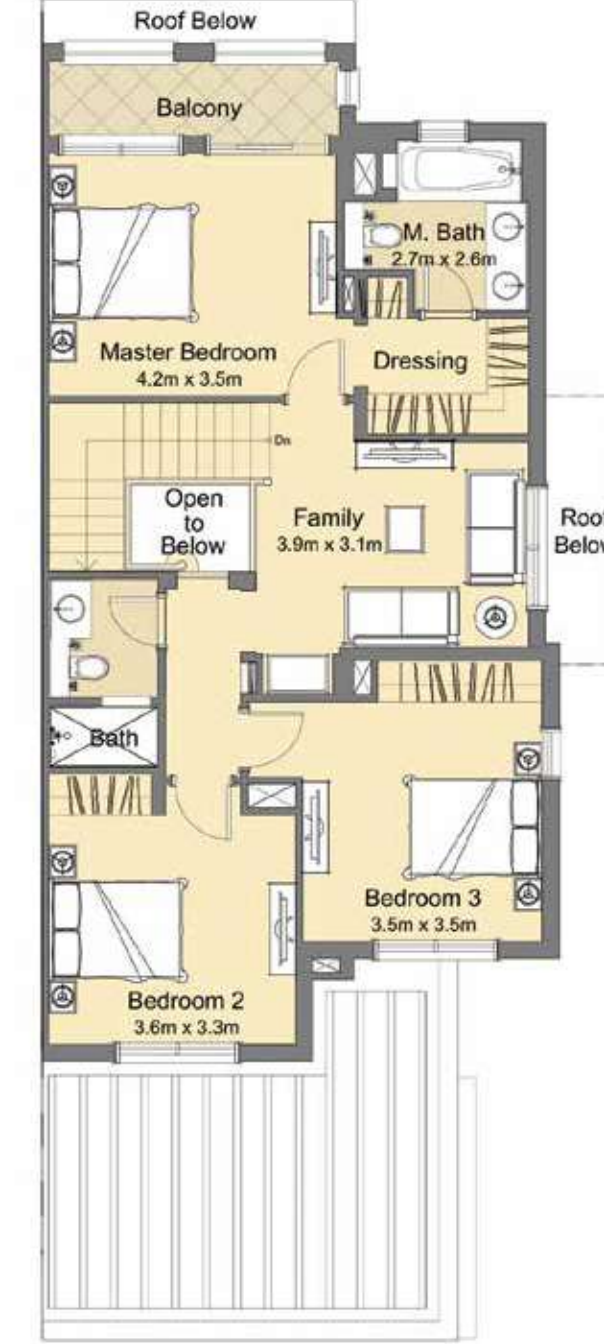 Roof Below
Balcony
M. Bath
2.7m x 2.6m
Master Bedroom
4.2m x 3.5m
Dressing
Dn
Open
to
Below
Family
3.9m x 3.1m
Roof
Below
Bath
Bedroom 3
3.5m x 3.5m
Bedroom 2
3.6m x 3.3m